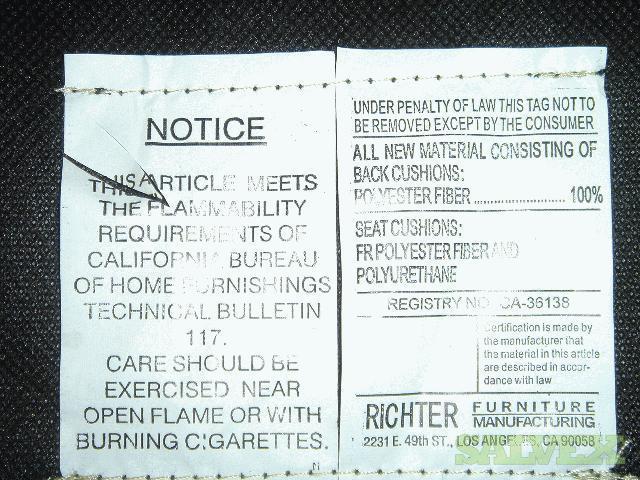 NOTICE
THIS ARTICLE MEETS
THE FLAMMABILITY
REQUIREMENTS OF
CALIFORNIA BUREAU
OF HOME FURNISHINGS
TECHNICAL BULLETIN
117.
CARE SHOULD BE
EXERCISED NEAR
OPEN FLAME OR WITH
BURNING CIGARETTES.
N
UNDER PENALTY OF LAW THIS TAG NOT TO
BE REMOVED EXCEPT BY THE CONSUMER
ALL NEW MATERIAL CONSISTING OF
BACK CUSHIONS:
POLYESTER FIBER ........................ 100%
SEAT CUSHIONS:
FR POLYESTER FIBER AND
POLYURETHANE
REGISTRY NO. CA-36138
Certification is made by
the manufacturer that
the material in this article
are described in accor-
dance with law
RICHTER FURNITURE
MANUFACTURING
2231 E. 49th ST., LOS ANGELES, CA 90058
SALVEX